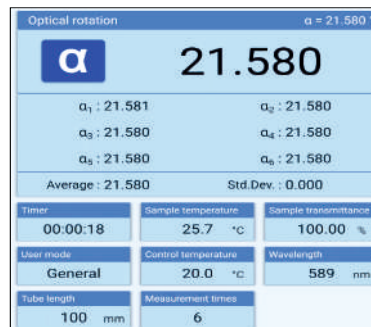 Optical rotation α = 21.580 °
α 21.580
α₁ : 21.581 α₂ : 21.580
α₃ : 21.580 α₄ : 21.580
α₅ : 21.580 α₆ : 21.580
Average : 21.580 Std.Dev. : 0.000
Timer Sample temperature Sample transmittance
00:00:18 25.7 °C 100.00 %
User mode Control temperature Wavelength
General 20.0 °C 589 nm
Tube length Measurement times
100 mm 6